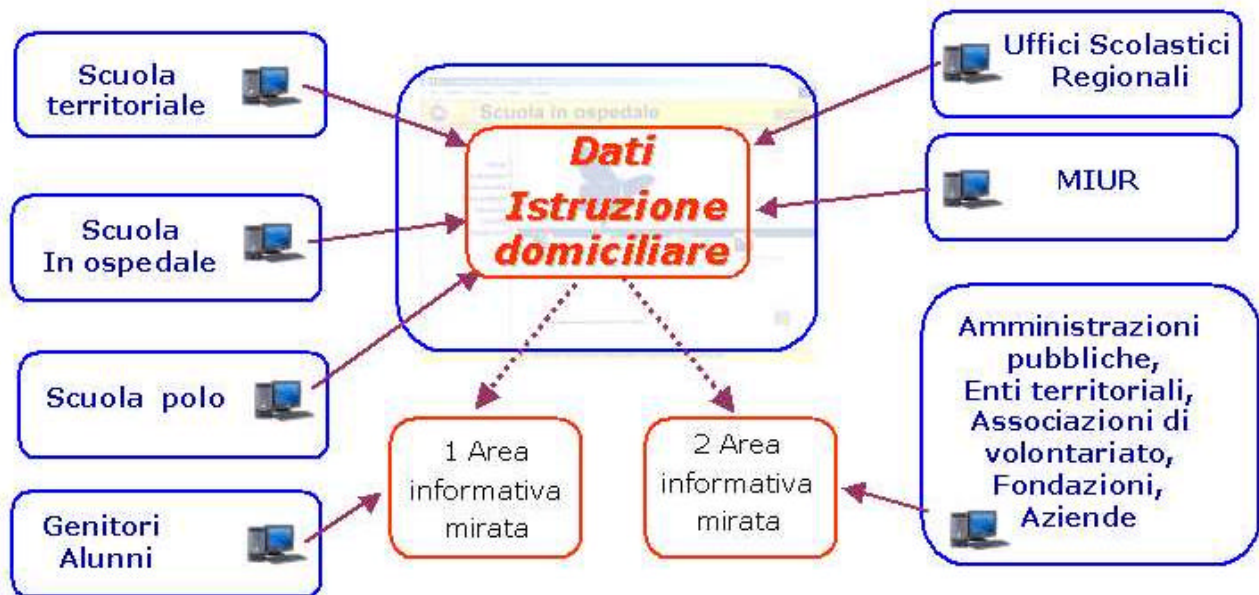 Scuola
territoriale
Scuola
In ospedale
Scuola polo
Genitori
Alunni
Scuola in ospedale
Dati
Istruzione
domiciliare
1 Area
informativa
mirata
2 Area
informativa
mirata
Uffici Scolastici
Regionali
MIUR
Amministrazioni
pubbliche,
Enti territoriali,
Associazioni di
volontariato,
Fondazioni,
Aziende